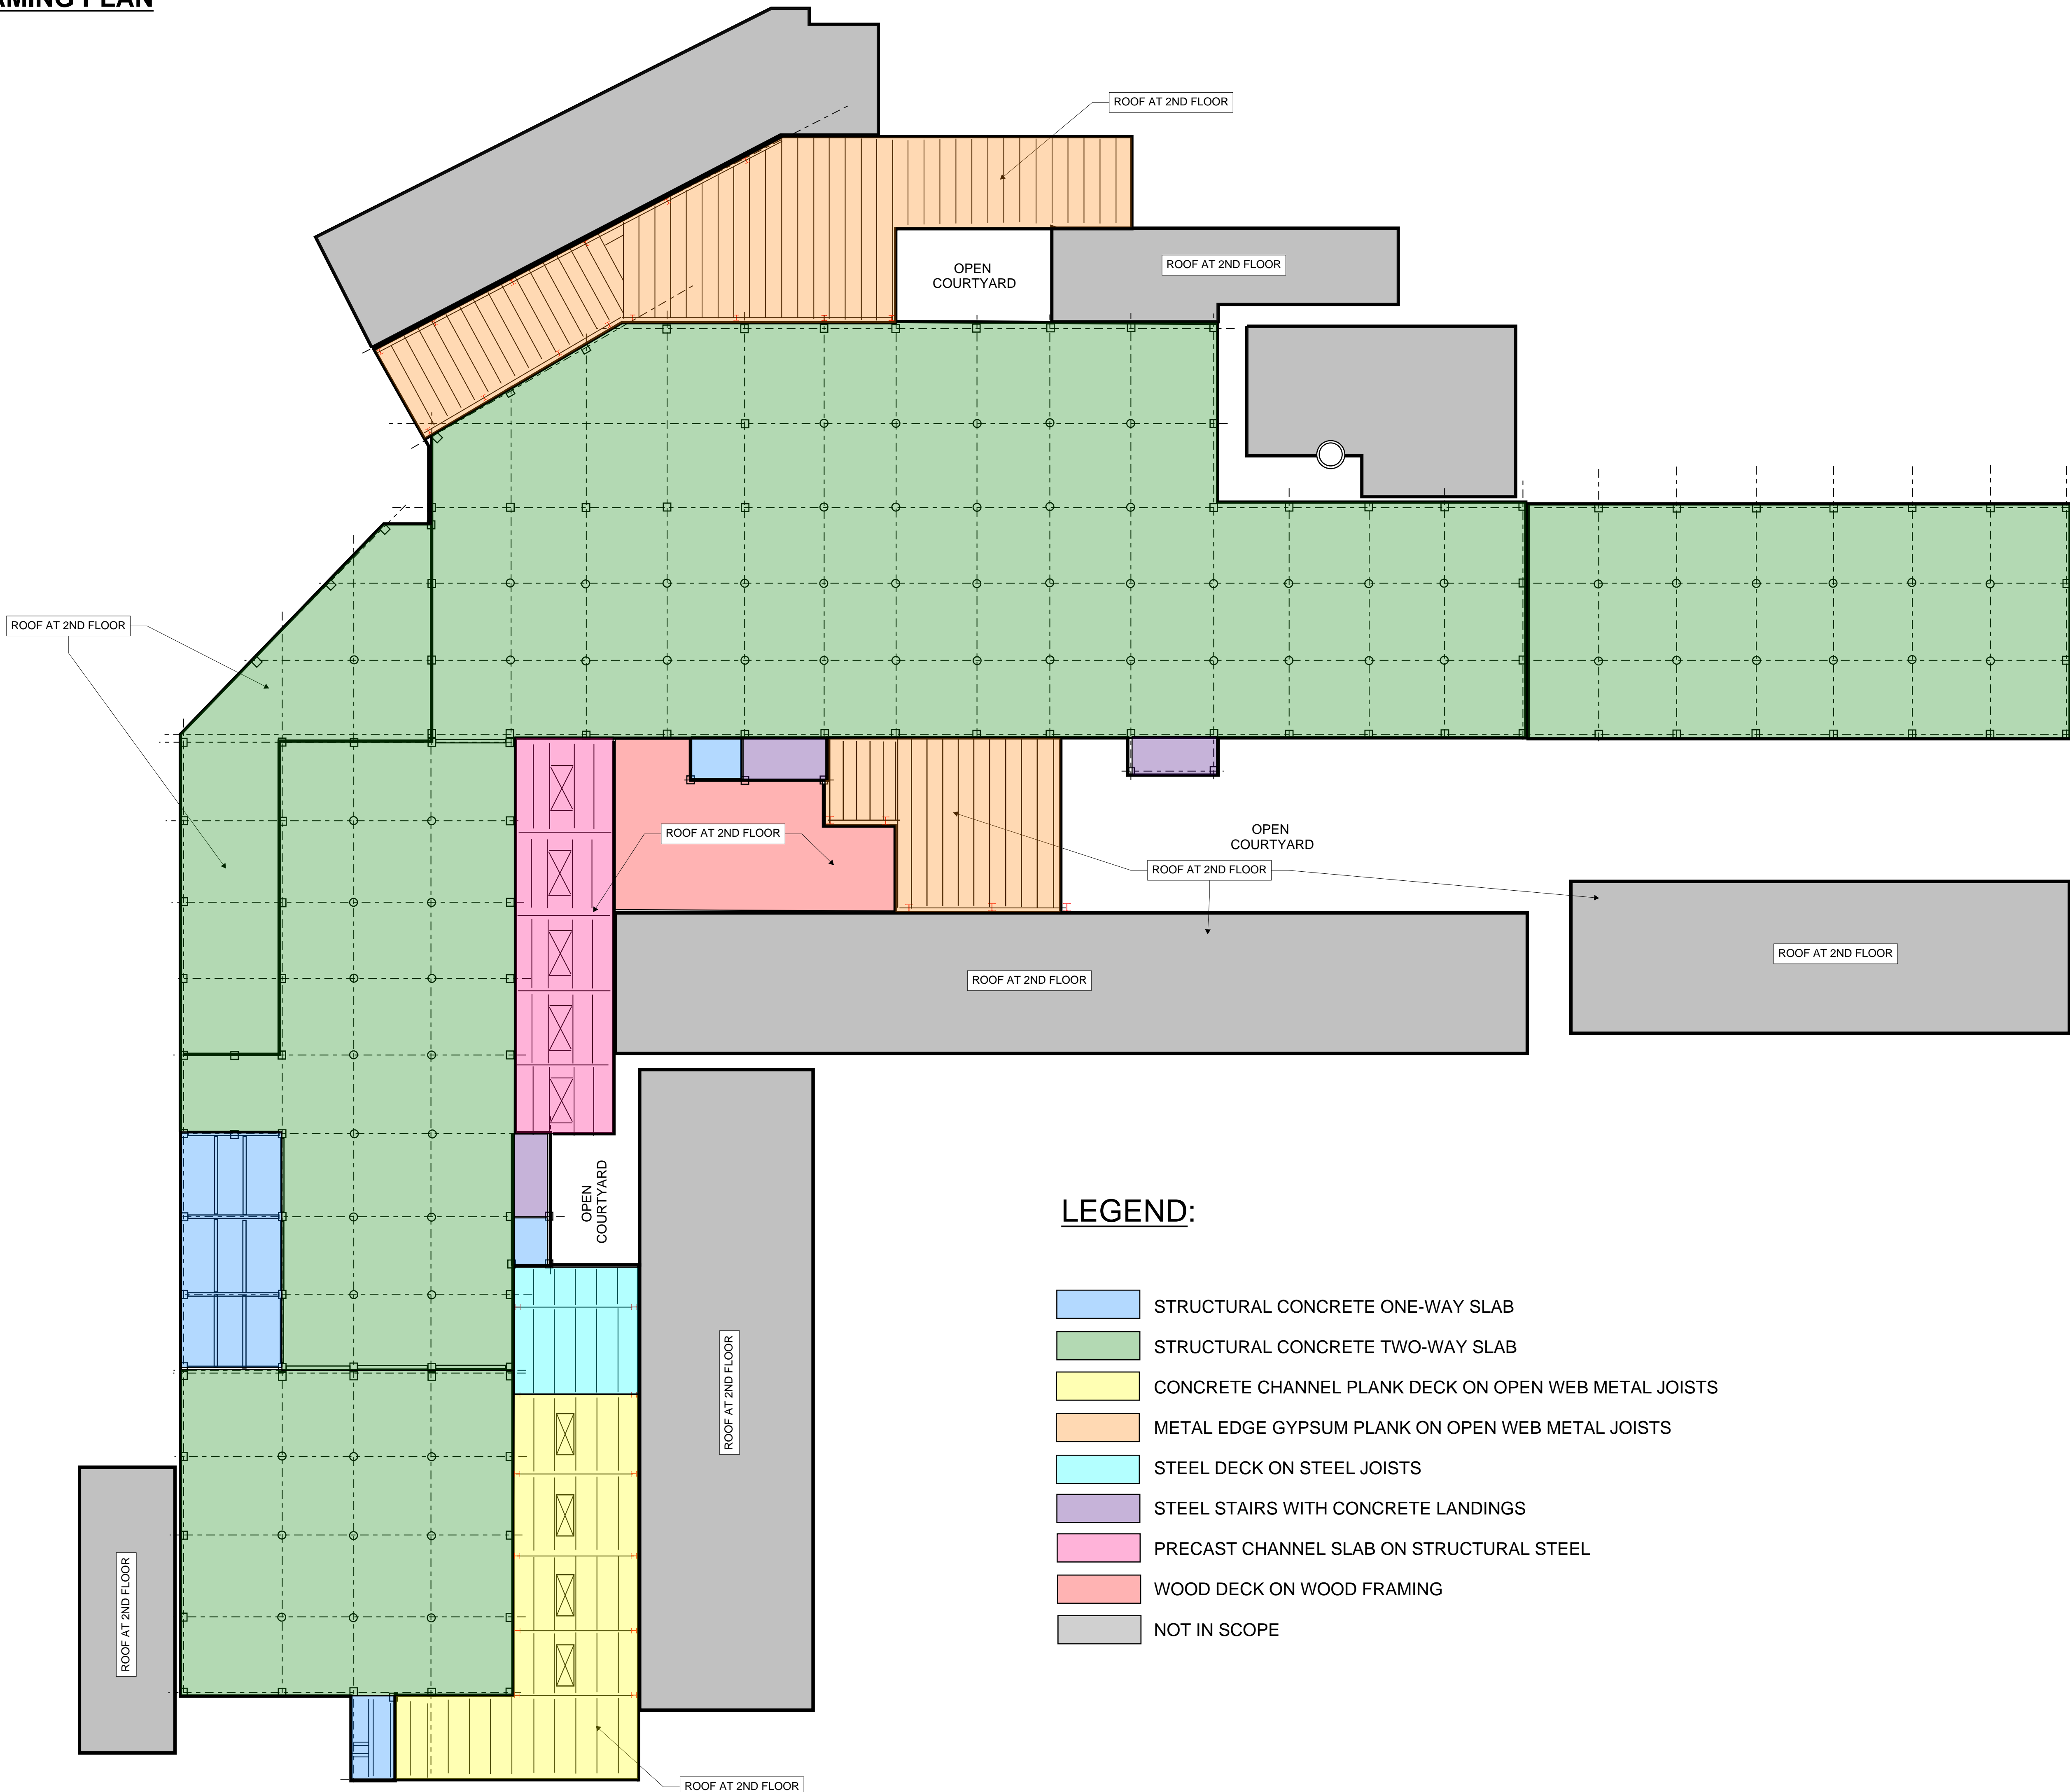 AMING PLAN
ROOF AT 2ND FLOOR
OPEN
COURTYARD
ROOF AT 2ND FLOOR
ROOF AT 2ND FLOOR
ROOF AT 2ND FLOOR
OPEN
COURTYARD
ROOF AT 2ND FLOOR
ROOF AT 2ND FLOOR
ROOF AT 2ND FLOOR
OPEN
COURTYARD
ROOF AT 2ND FLOOR
ROOF AT 2ND FLOOR
ROOF AT 2ND FLOOR
LEGEND:
STRUCTURAL CONCRETE ONE-WAY SLAB
STRUCTURAL CONCRETE TWO-WAY SLAB
CONCRETE CHANNEL PLANK DECK ON OPEN WEB METAL JOISTS
METAL EDGE GYPSUM PLANK ON OPEN WEB METAL JOISTS
STEEL DECK ON STEEL JOISTS
STEEL STAIRS WITH CONCRETE LANDINGS
PRECAST CHANNEL SLAB ON STRUCTURAL STEEL
WOOD DECK ON WOOD FRAMING
NOT IN SCOPE